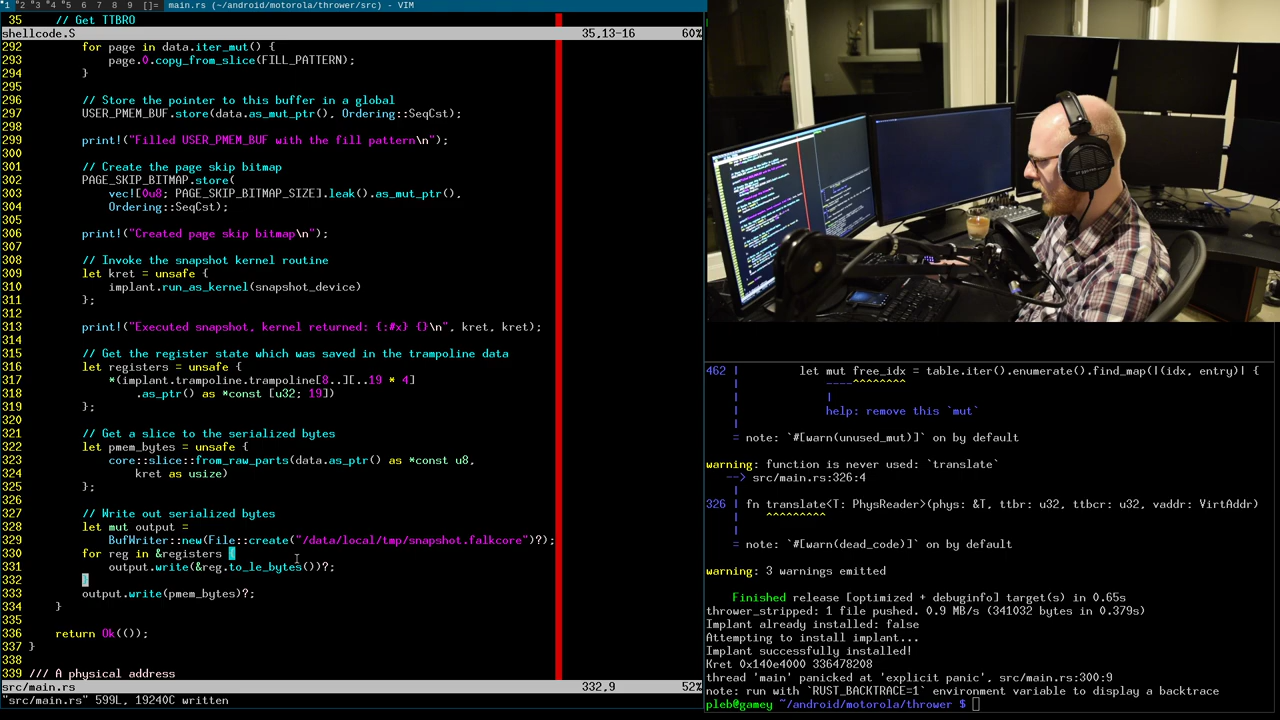 1 2 3 4 5 6 7 8 9 []= main.rs (~/android/motorola/thrower/src) - VIM
35 // Get TTBRO
shellcode.S 35,13-16 60%
292 for page in data.iter_mut() {
293 page.0.copy_from_slice(FILL_PATTERN);
294 }
295
296 // Store the pointer to this buffer in a global
297 USER_PMEM_BUF.store(data.as_mut_ptr(), Ordering::SeqCst);
298
299 print!("Filled USER_PMEM_BUF with the fill pattern\n");
300
301 // Create the page skip bitmap
302 PAGE_SKIP_BITMAP.store(
303 vec![0u8; PAGE_SKIP_BITMAP_SIZE].leak().as_mut_ptr(),
304 Ordering::SeqCst);
305
306 print!("Created page skip bitmap\n");
307
308 // Invoke the snapshot kernel routine
309 let kret = unsafe {
310 implant.run_as_kernel(snapshot_device)
311 };
312
313 print!("Executed snapshot, kernel returned: {:#x} {}\n", kret, kret);
314
315 // Get the register state which was saved in the trampoline data
316 let registers = unsafe {
317 *(implant.trampoline.trampoline[8..][..19 * 4]
318 .as_ptr() as *const [u32; 19])
319 };
320
321 // Get a slice to the serialized bytes
322 let pmem_bytes = unsafe {
323 core::slice::from_raw_parts(data.as_ptr() as *const u8,
324 kret as usize)
325 };
326
327 // Write out serialized bytes
328 let mut output =
329 BufWriter::new(File::create("/data/local/tmp/snapshot.falkcore")?);
330 for reg in &registers {
331 output.write(&reg.to_le_bytes())?;
332 }
333 output.write(pmem_bytes)?;
334 }
335
336 return Ok(());
337 }
338
339 /// A physical address
src/main.rs 332,9 52%
"src/main.rs" 599L, 19240C written
462 | let mut free_idx = table.iter().enumerate().find_map(|(idx, entry)| {
| ----^^^^^^^^
| |
| help: remove this `mut`
|
= note: `#[warn(unused_mut)]` on by default
warning: function is never used: `translate`
--> src/main.rs:326:4
|
326 | fn translate<T: PhysReader>(phys: &T, ttbr: u32, ttbcr: u32, vaddr: VirtAddr)
| ^^^^^^^^^
|
= note: `#[warn(dead_code)]` on by default
warning: 3 warnings emitted
Finished release [optimized + debuginfo] target(s) in 0.65s
thrower_stripped: 1 file pushed. 0.9 MB/s (341032 bytes in 0.379s)
Implant already installed: false
Attempting to install implant...
Implant successfully installed!
Kret 0x140e4000 336478208
thread 'main' panicked at 'explicit panic', src/main.rs:300:9
note: run with `RUST_BACKTRACE=1` environment variable to display a backtrace
pleb@gamey ~/android/motorola/thrower $